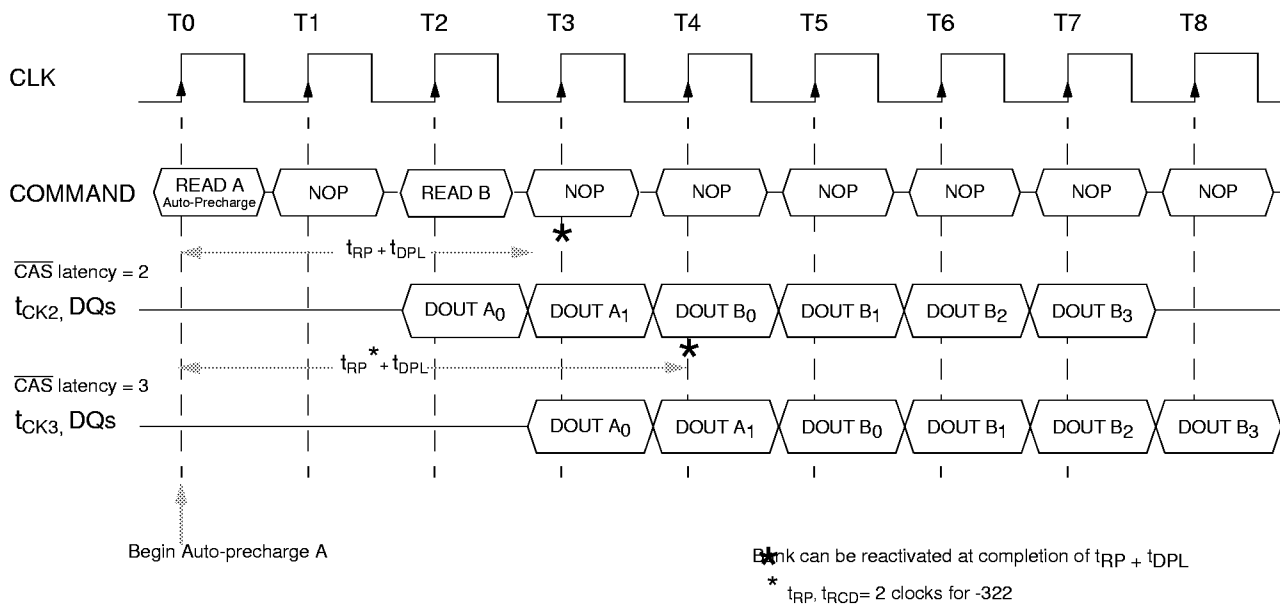 T0 T1 T2 T3 T4 T5 T6 T7 T8
CLK
COMMAND READ A Auto-Precharge NOP READ B NOP NOP NOP NOP NOP NOP
*
tRP + tDPL
CAS latency = 2
tCK2, DQs DOUT A0 DOUT A1 DOUT B0 DOUT B1 DOUT B2 DOUT B3
*
tRP* + tDPL
CAS latency = 3
tCK3, DQs DOUT A0 DOUT A1 DOUT B0 DOUT B1 DOUT B2 DOUT B3
Begin Auto-precharge A
* Bank can be reactivated at completion of tRP + tDPL
* tRP, tRCD= 2 clocks for -322